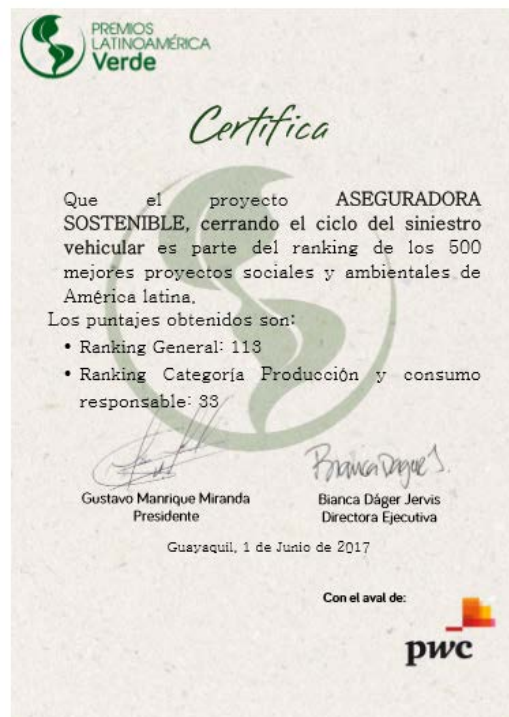 PREMIOS
LATINOAMÉRICA
Verde
Certifica
Que el proyecto ASEGURADORA
SOSTENIBLE, cerrando el ciclo del siniestro
vehicular es parte del ranking de los 500
mejores proyectos sociales y ambientales de
América latina.
Los puntajes obtenidos son:
• Ranking General: 113
• Ranking Categoría Producción y consumo
responsable: 33
Bianca Dáger J.
Gustavo Manrique Miranda
Presidente
Bianca Dáger Jervis
Directora Ejecutiva
Guayaquil, 1 de Junio de 2017
Con el aval de:
pwc